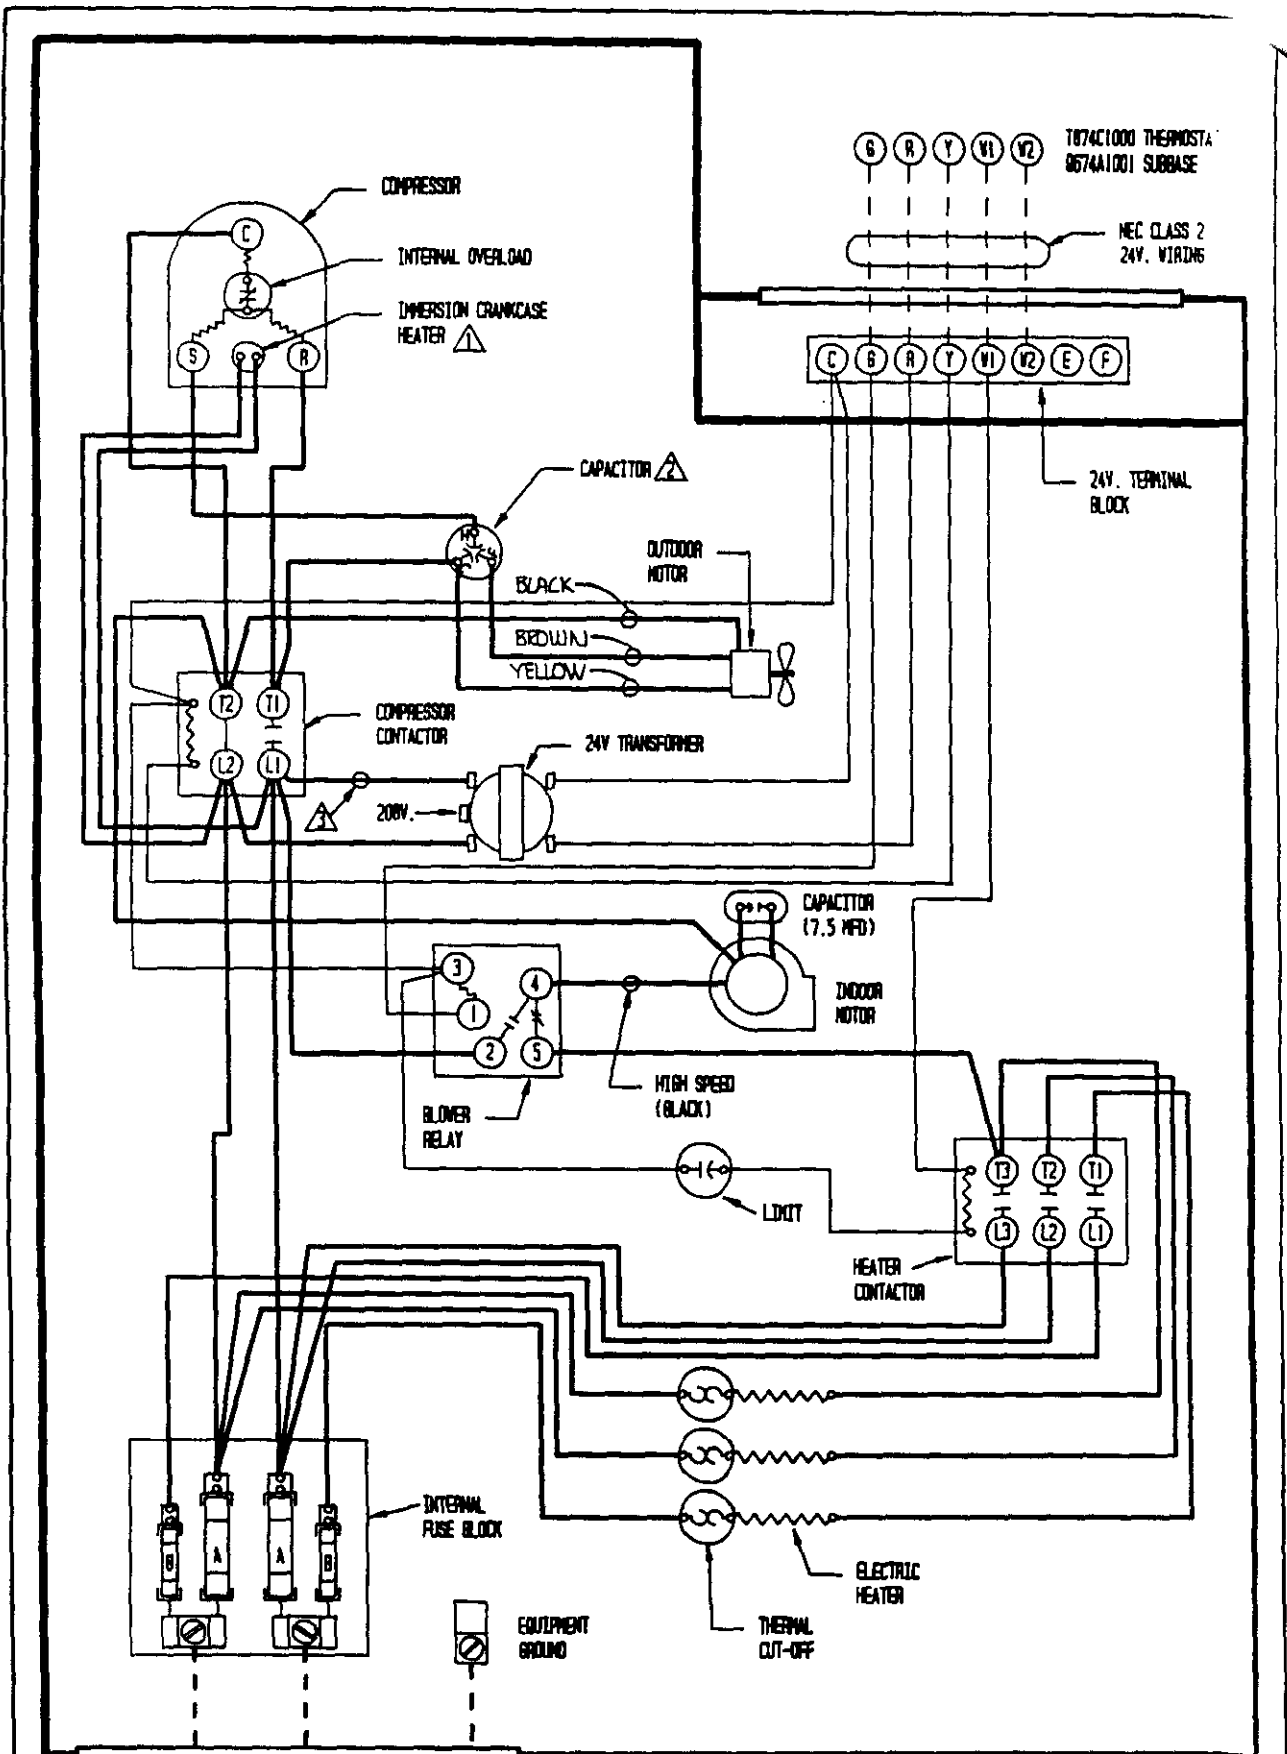 T874C1000 THERMOSTA
Q674A1001 SUBBASE
G R Y W1 W2
COMPRESSOR
NEC CLASS 2
24V. WIRING
C
INTERNAL OVERLOAD
IMMERSION CRANKCASE
HEATER 1
S R
C G R Y W1 W2 E F
CAPACITOR 2
24V. TERMINAL
BLOCK
H
C
OUTDOOR
MOTOR
BLACK
BROWN
YELLOW
T2 T1
COMPRESSOR
CONTACTOR
24V TRANSFORMER
L2 L1
3
208V.
CAPACITOR
(7.5 MFD)
3
4
INDOOR
MOTOR
1
2 5
HIGH SPEED
(BLACK)
BLOWER
RELAY
T3 T2 T1
LIMIT
L3 L2 L1
HEATER
CONTACTOR
INTERNAL
FUSE BLOCK
B A A B
ELECTRIC
HEATER
EQUIPMENT
GROUND
THERMAL
CUT-OFF